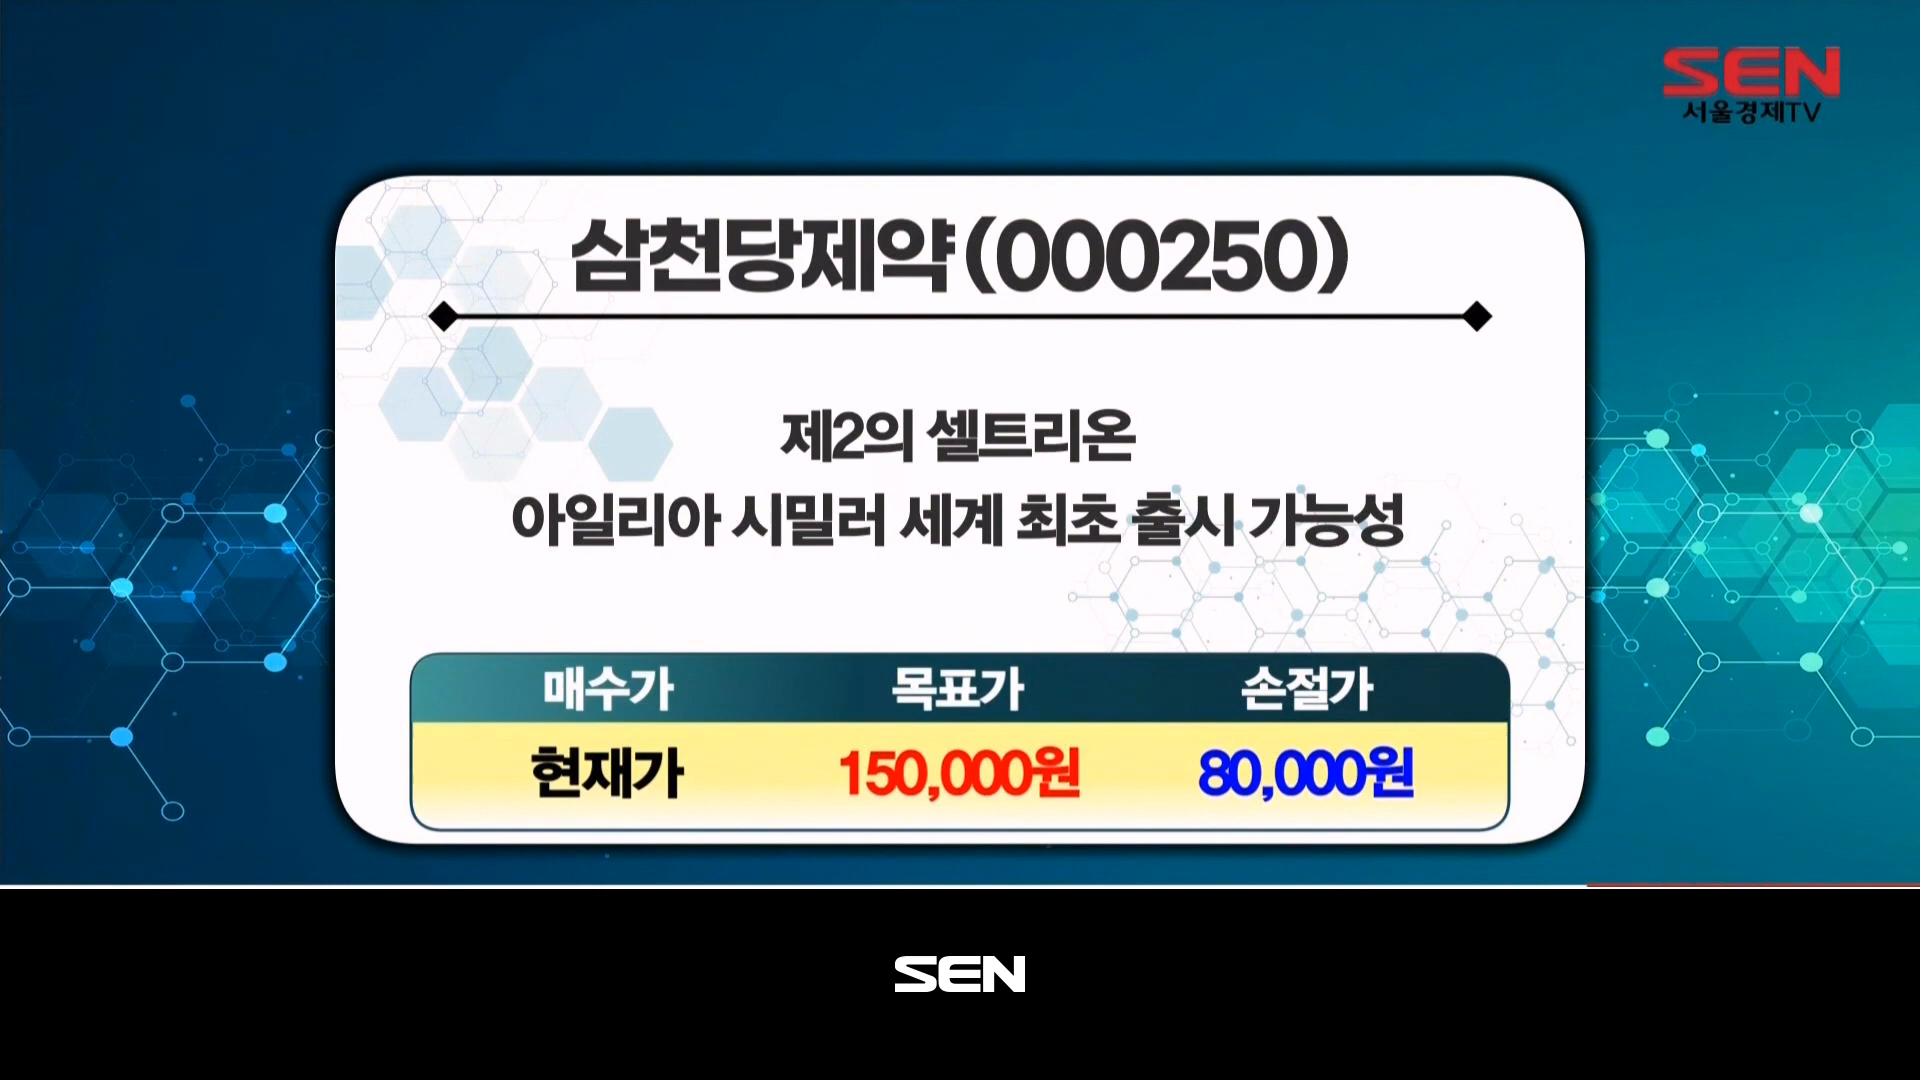 SEN
서울경제TV
삼천당제약(000250)
제2의 셀트리온
아일리아 시밀러 세계 최초 출시 가능성
매수가 목표가 손절가
현재가 150,000원 80,000원
SEN